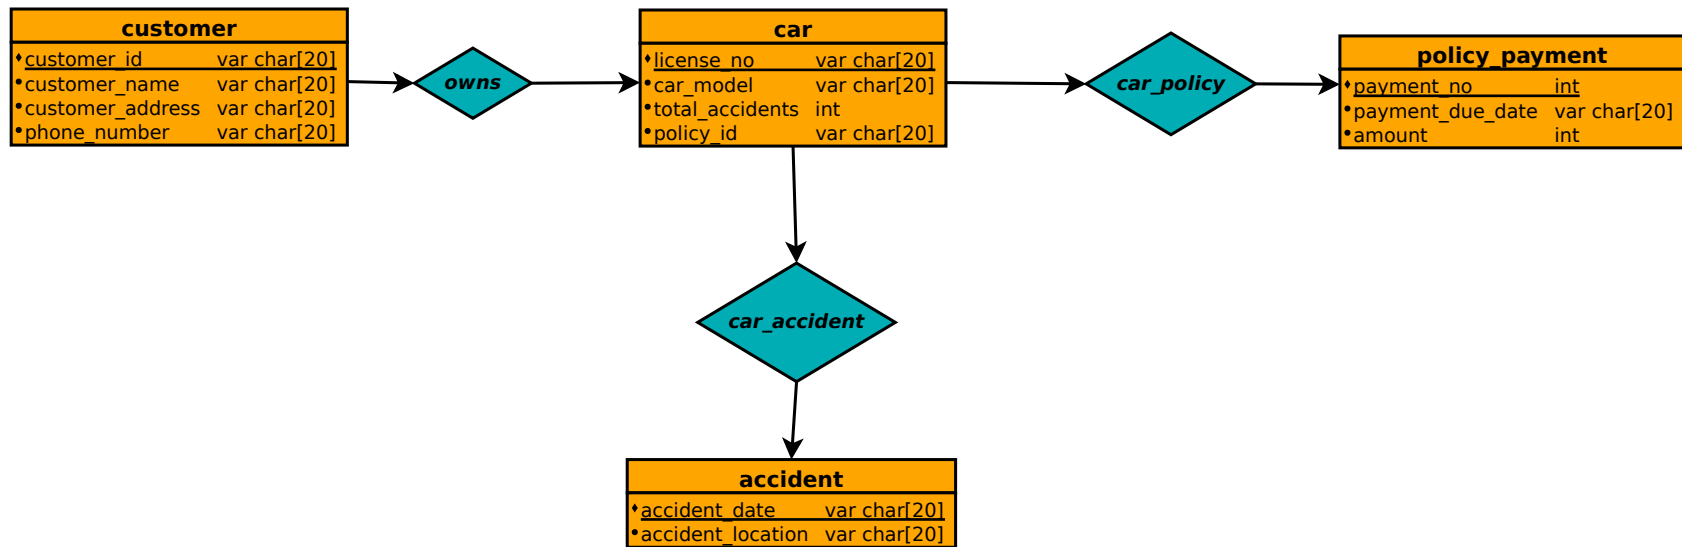 customer
customer_id var char[20]
customer_name var char[20]
customer_address var char[20]
phone_number var char[20]
owns
car
license_no var char[20]
car_model var char[20]
total_accidents int
policy_id var char[20]
car_policy
policy_payment
payment_no int
payment_due_date var char[20]
amount int
car_accident
accident
accident_date var char[20]
accident_location var char[20]